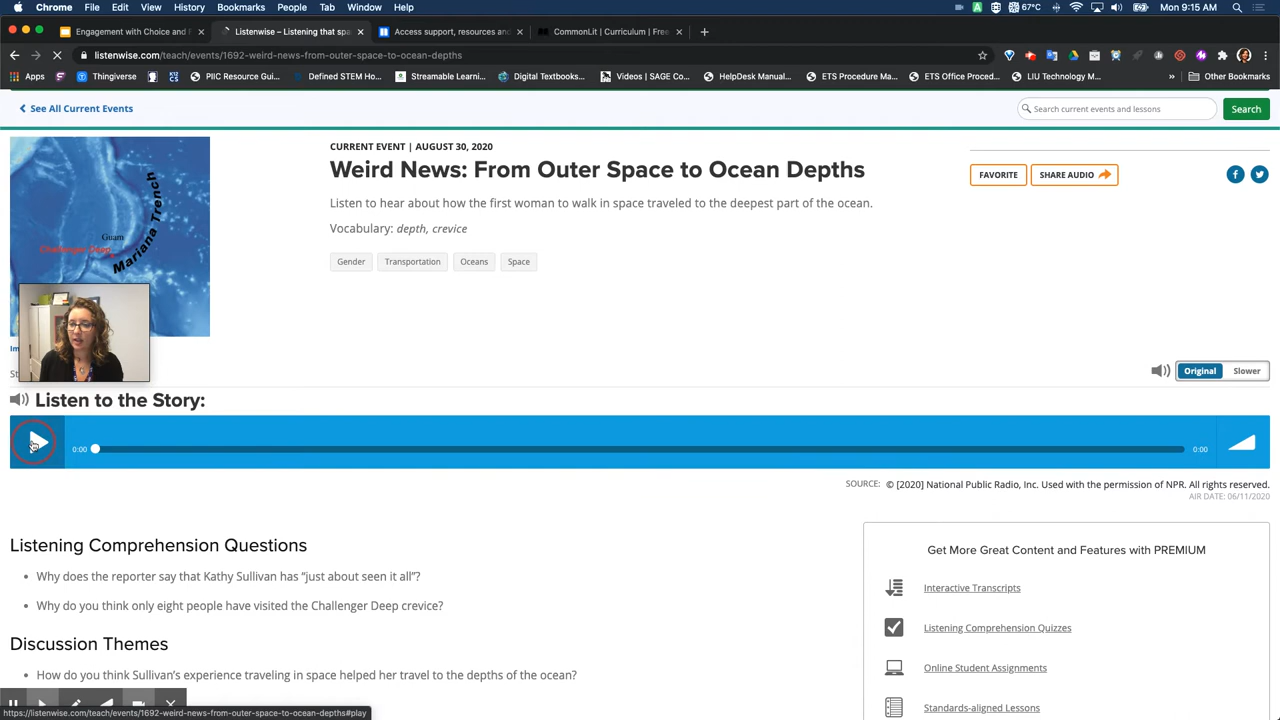 Chrome File Edit View History Bookmarks People Tab Window Help
67°C
Mon 9:15 AM
Engagement with Choice and F
Listenwise – Listening that sp
Access support, resources and
CommonLit | Curriculum | Free
listenwise.com/teach/events/1692-weird-news-from-outer-space-to-ocean-depths
Apps Thingiverse PIIC Resource Gui... Defined STEM Ho... Streamable Learni... Digital Textbooks... Videos | SAGE Co... HelpDesk Manual... ETS Procedure Ma... ETS Office Proced... LIU Technology M... » Other Bookmarks
See All Current Events
Search current events and lessons
Search
CURRENT EVENT | AUGUST 30, 2020
Weird News: From Outer Space to Ocean Depths
FAVORITE
SHARE AUDIO
Listen to hear about how the first woman to walk in space traveled to the deepest part of the ocean.
Vocabulary: depth, crevice
Gender Transportation Oceans Space
Guam
Challenger Deep
Mariana Trench
Original Slower
Listen to the Story:
0:00
0:00
SOURCE: © [2020] National Public Radio, Inc. Used with the permission of NPR. All rights reserved.
AIR DATE: 06/11/2020
Listening Comprehension Questions
• Why does the reporter say that Kathy Sullivan has “just about seen it all”?
• Why do you think only eight people have visited the Challenger Deep crevice?
Discussion Themes
• How do you think Sullivan’s experience traveling in space helped her travel to the depths of the ocean?
Get More Great Content and Features with PREMIUM
Interactive Transcripts
Listening Comprehension Quizzes
Online Student Assignments
Standards-aligned Lessons
https://listenwise.com/teach/events/1692-weird-news-from-outer-space-to-ocean-depths#play